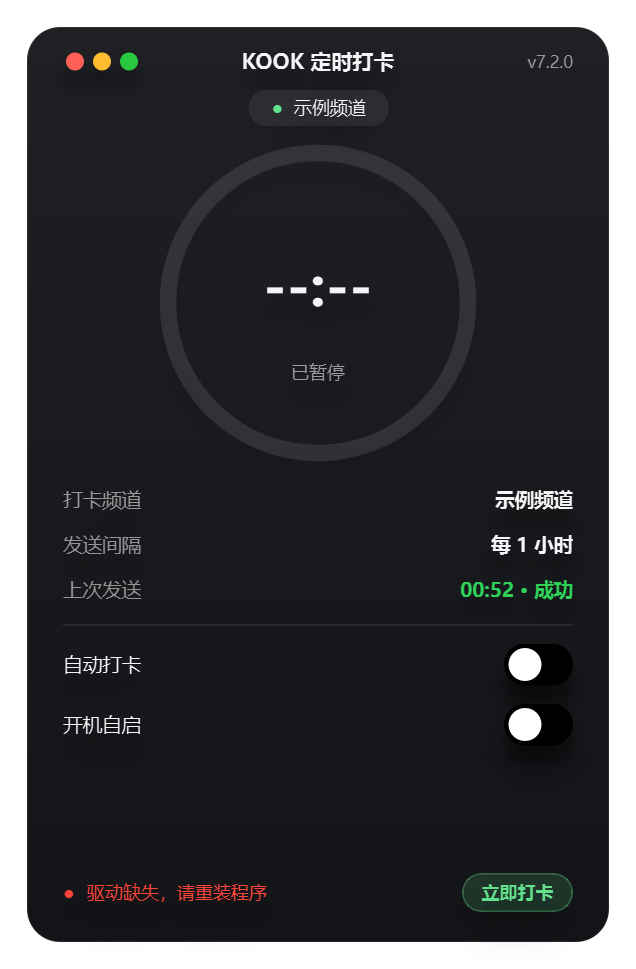 KOOK 定时打卡 v7.2.0
示例频道
--:--
已暂停
打卡频道 示例频道
发送间隔 每 1 小时
上次发送 00:52 • 成功
自动打卡
开机自启
驱动缺失，请重装程序 立即打卡